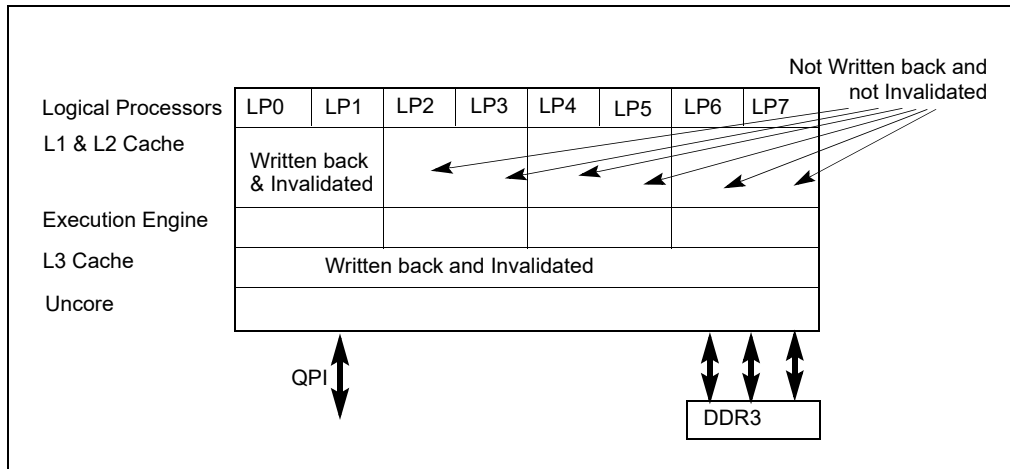 Not Written back and
not Invalidated
Logical Processors LP0 LP1 LP2 LP3 LP4 LP5 LP6 LP7
L1 & L2 Cache
Written back
& Invalidated
Execution Engine
L3 Cache Written back and Invalidated
Uncore
QPI
DDR3